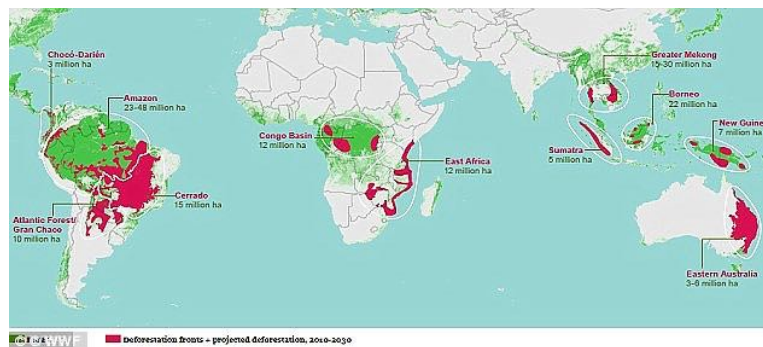 Chocó-Darién
3 million ha
Amazon
23-48 million ha
Cerrado
15 million ha
Atlantic Forest/
Gran Chaco
10 million ha
Congo Basin
12 million ha
East Africa
12 million ha
Greater Mekong
15-30 million ha
Borneo
22 million ha
New Guinea
7 million ha
Sumatra
5 million ha
Eastern Australia
3-6 million ha
© WWF
Deforestation fronts + projected deforestation, 2010-2030